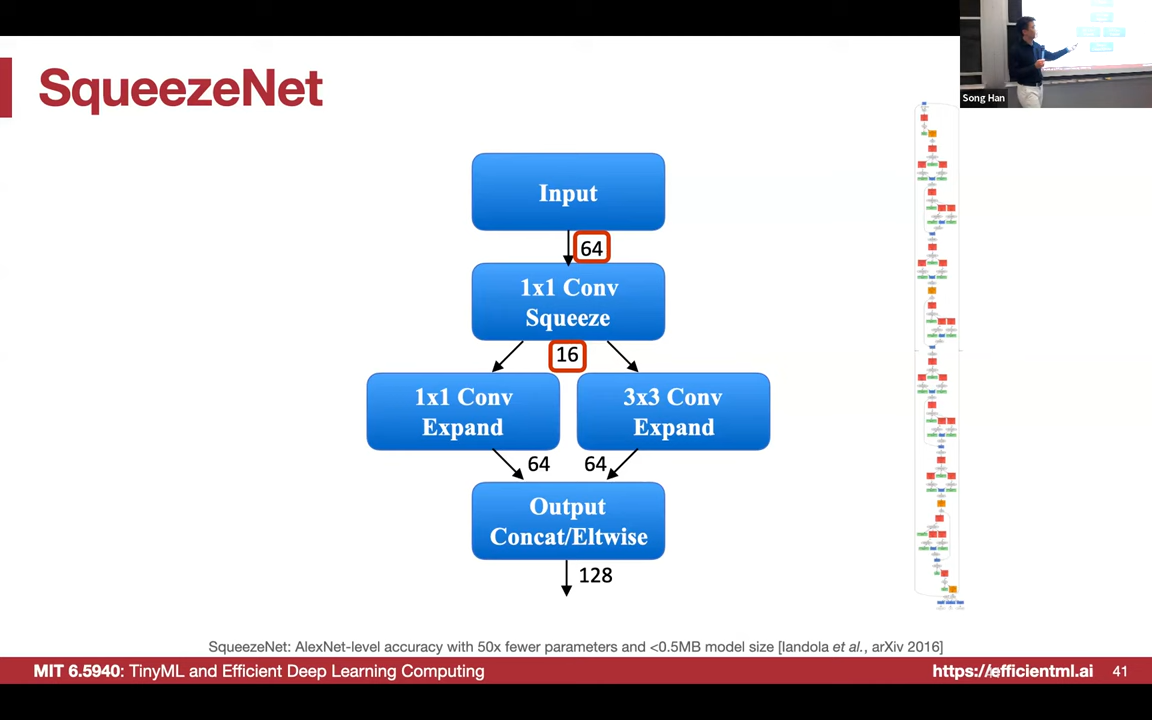 SqueezeNet
Song Han
Input
64
1x1 Conv
Squeeze
16
1x1 Conv
Expand
3x3 Conv
Expand
64
64
Output
Concat/Eltwise
128
SqueezeNet: AlexNet-level accuracy with 50x fewer parameters and <0.5MB model size [Iandola et al., arXiv 2016]
MIT 6.5940: TinyML and Efficient Deep Learning Computing
https://efficientml.ai
41